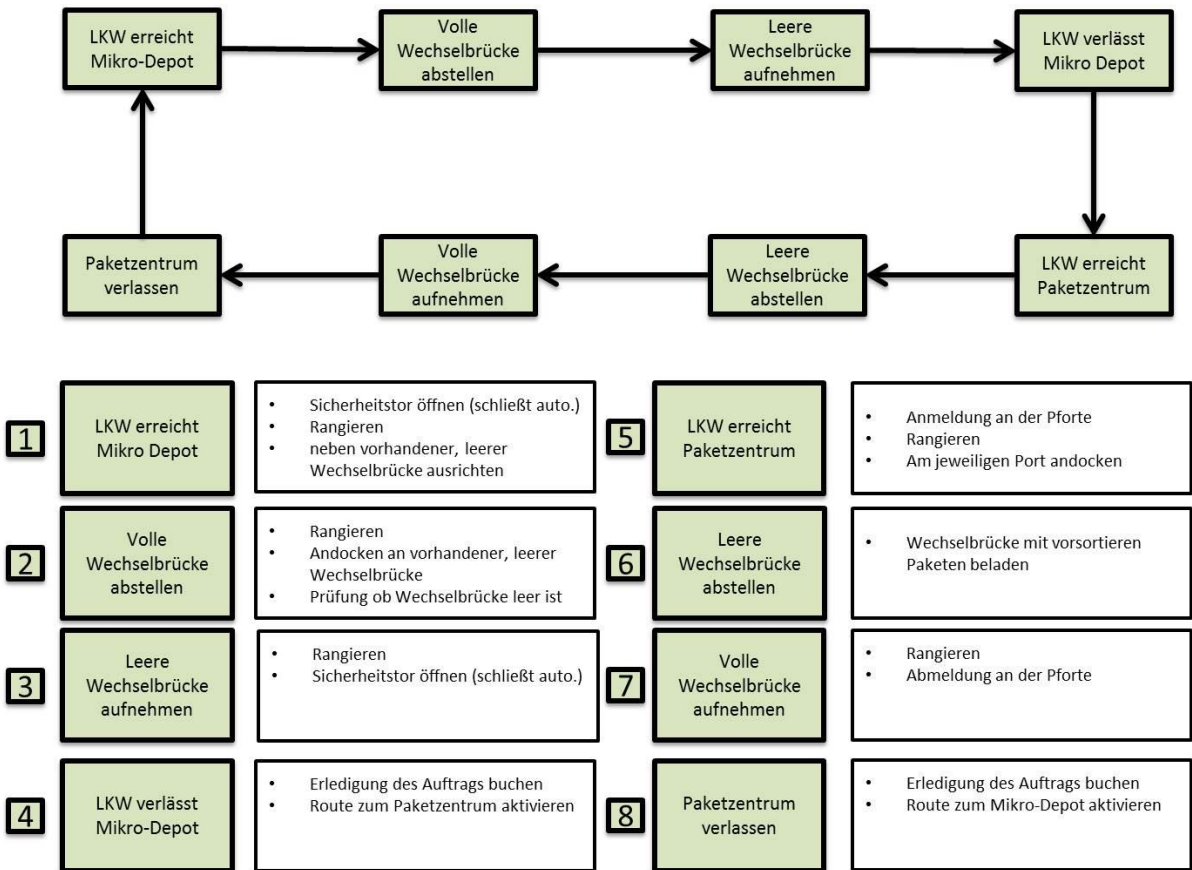 LKW erreicht
Mikro-Depot
Volle
Wechselbrücke
abstellen
Leere
Wechselbrücke
aufnehmen
LKW verlässt
Mikro Depot
Paketzentrum
verlassen
Volle
Wechselbrücke
aufnehmen
Leere
Wechselbrücke
abstellen
LKW erreicht
Paketzentrum
1
LKW erreicht
Mikro Depot
• Sicherheitstor öffnen (schließt auto.)
• Rangieren
• neben vorhandener, leerer
Wechselbrücke ausrichten
2
Volle
Wechselbrücke
abstellen
• Rangieren
• Andocken an vorhandener, leerer
Wechselbrücke
• Prüfung ob Wechselbrücke leer ist
3
Leere
Wechselbrücke
aufnehmen
• Rangieren
• Sicherheitstor öffnen (schließt auto.)
4
LKW verlässt
Mikro-Depot
• Erledigung des Auftrags buchen
• Route zum Paketzentrum aktivieren
5
LKW erreicht
Paketzentrum
• Anmeldung an der Pforte
• Rangieren
• Am jeweiligen Port andocken
6
Leere
Wechselbrücke
abstellen
• Wechselbrücke mit vorsortieren
Paketen beladen
7
Volle
Wechselbrücke
aufnehmen
• Rangieren
• Abmeldung an der Pforte
8
Paketzentrum
verlassen
• Erledigung des Auftrags buchen
• Route zum Mikro-Depot aktivieren